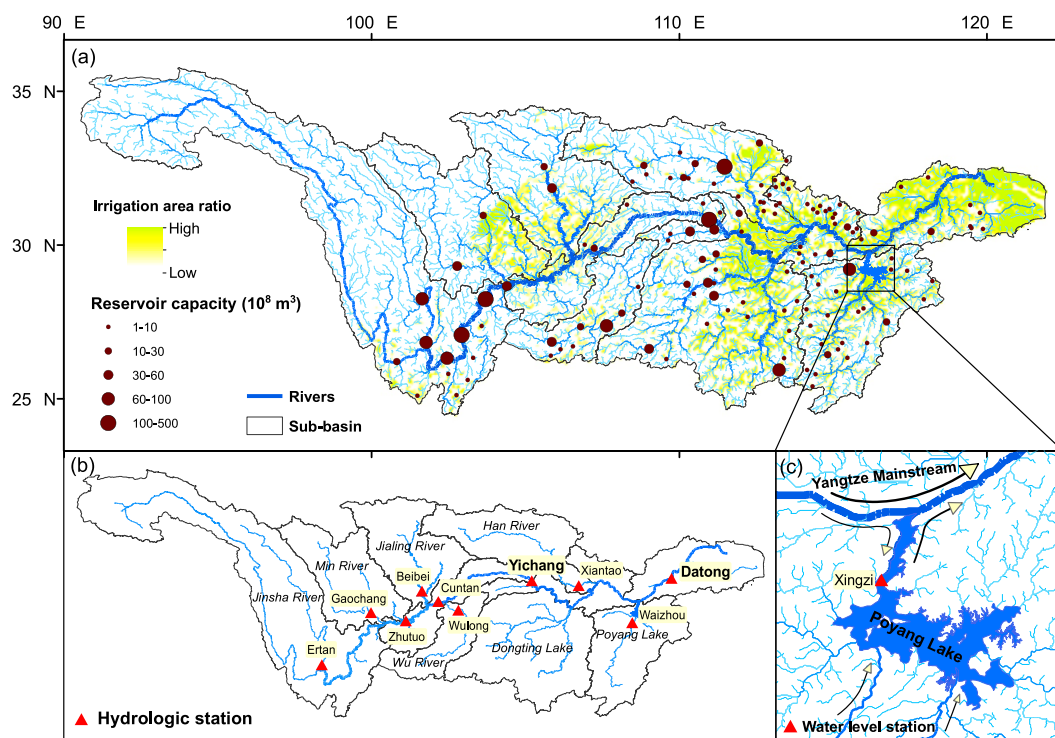 90 E
100 E
110 E
120 E
(a)
35 N
30 N
25 N
Irrigation area ratio
High
Low
Reservoir capacity (10⁸ m³)
1-10
10-30
30-60
60-100
100-500
Rivers
Sub-basin
(b)
Han River
Jialing River
Min River
Jinsha River
Gaochang
Beibei
Cuntan
Yichang
Xiantao
Datong
Zhutuo
Wulong
Waizhou
Ertan
Wu River
Dongting Lake
Poyang Lake
Hydrologic station
(c)
Yangtze Mainstream
Xingzi
Poyang Lake
Water level station